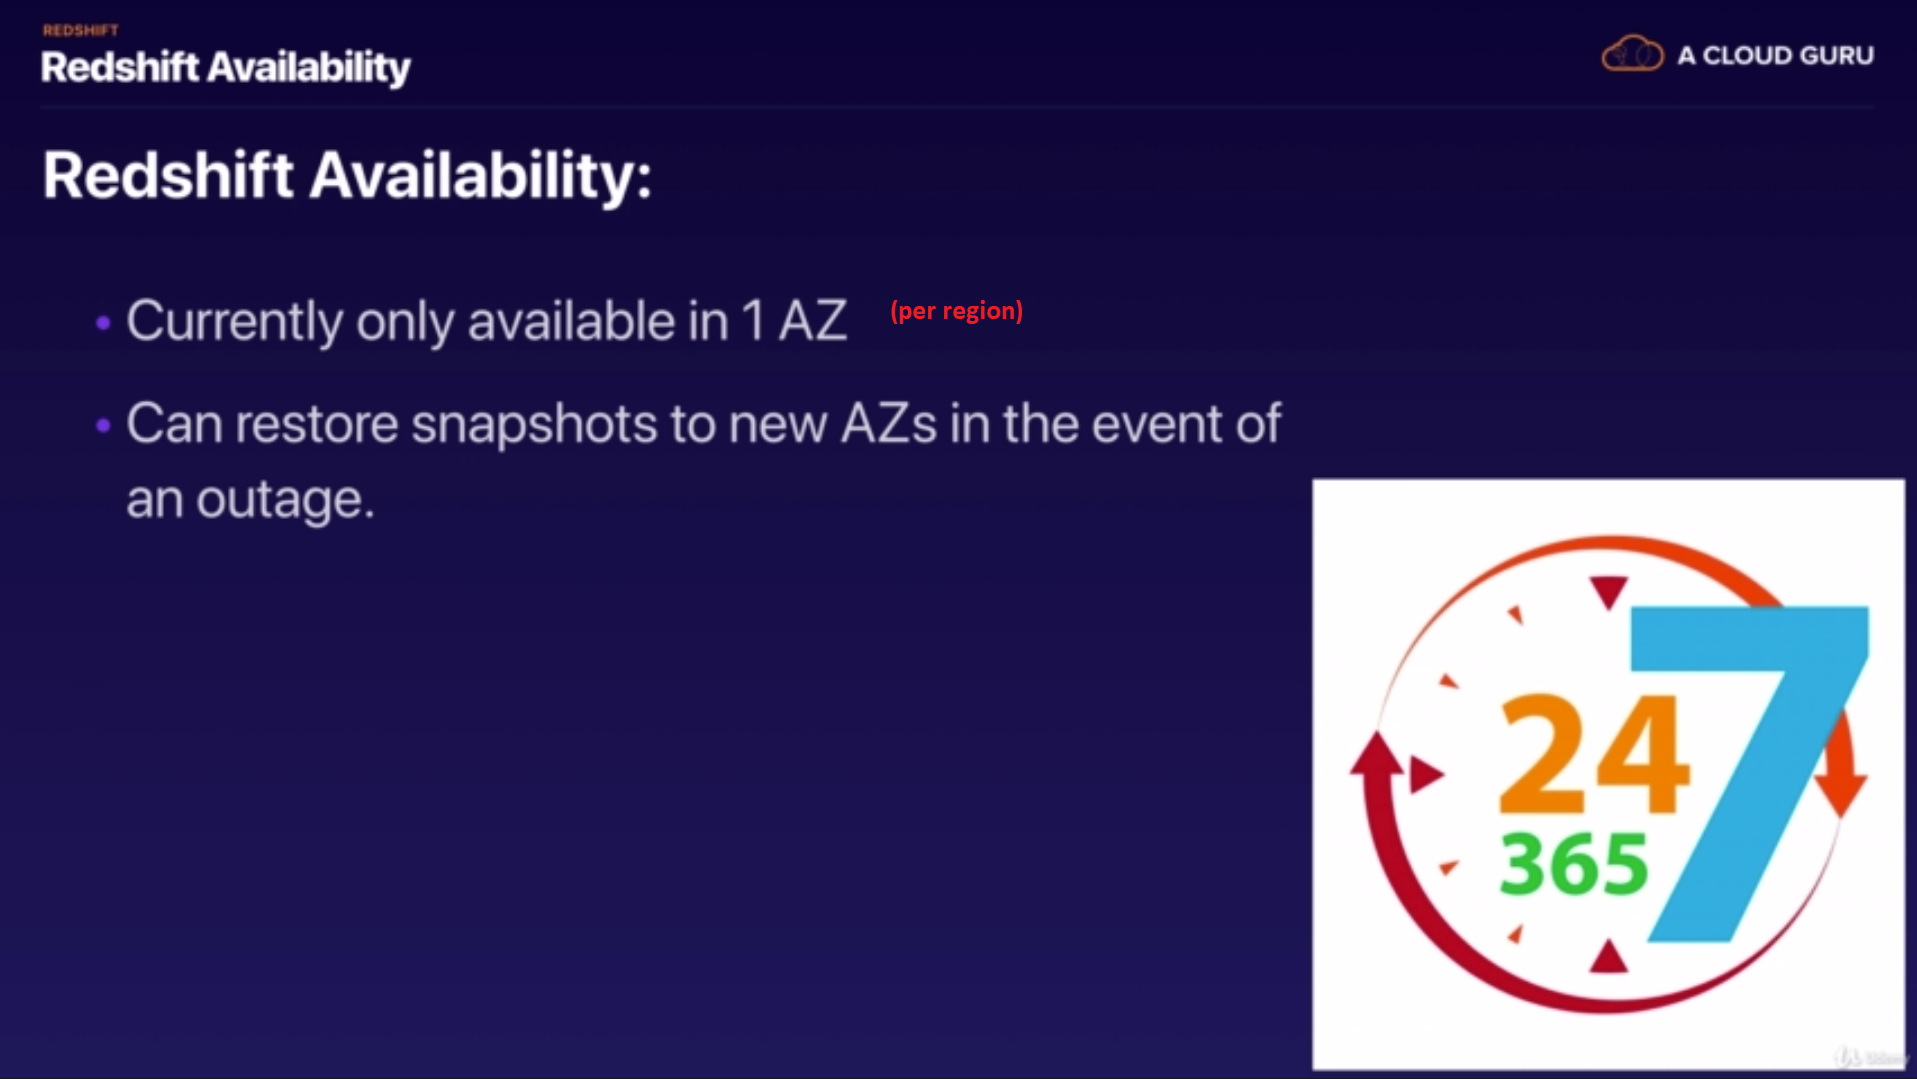 REDSHIFT
Redshift Availability
A CLOUD GURU
Redshift Availability:
• Currently only available in 1 AZ (per region)
• Can restore snapshots to new AZs in the event of
an outage.
24
7
365
Udemy